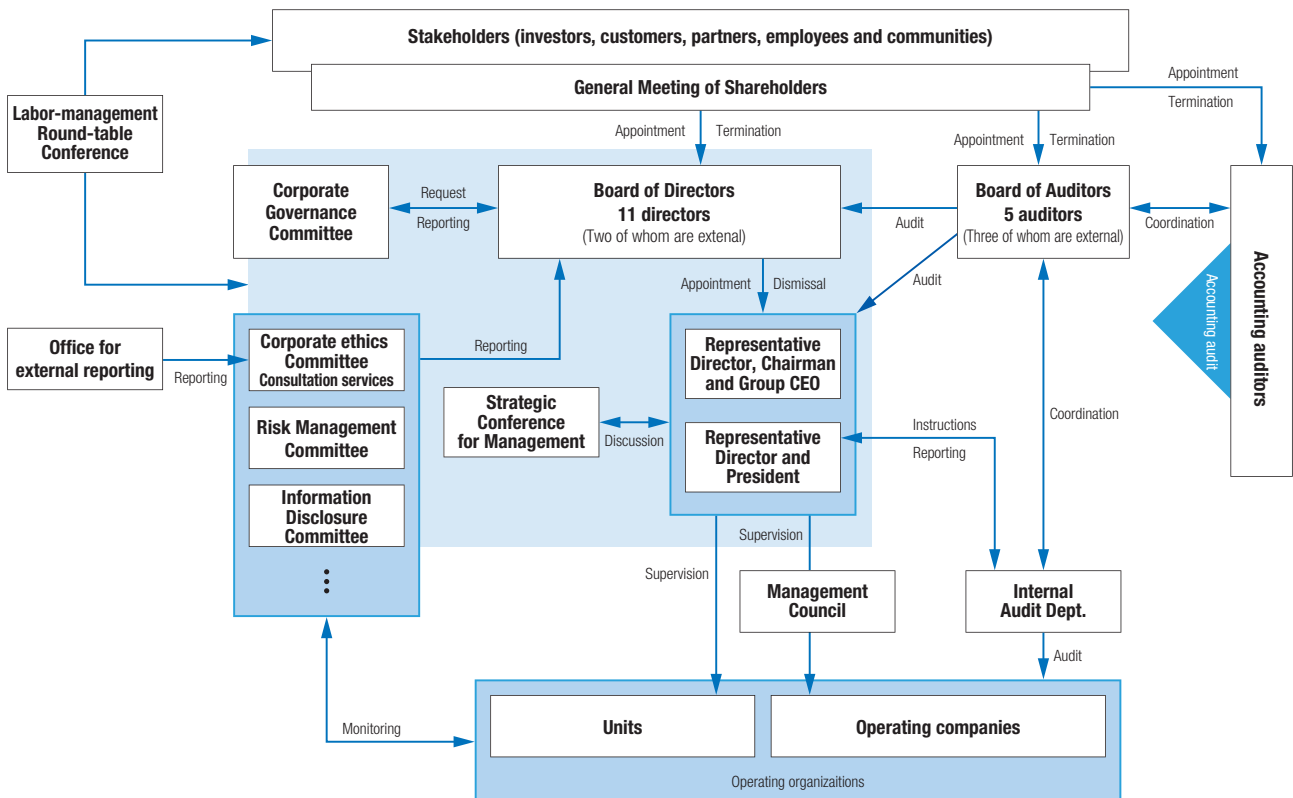 Stakeholders (investors, customers, partners, employees and communities)
General Meeting of Shareholders
Appointment
Termination
Labor-management
Round-table
Conference
Appointment
Termination
Appointment
Termination
Corporate
Governance
Committee
Request
Reporting
Board of Directors
11 directors
(Two of whom are extenal)
Audit
Board of Auditors
5 auditors
(Three of whom are external)
Coordination
Accounting auditors
Accounting audit
Appointment
Dismissal
Audit
Office for
external reporting
Reporting
Corporate ethics
Committee
Consultation services
Reporting
Risk Management
Committee
Information
Disclosure
Committee
Strategic
Conference
for Management
Discussion
Representative
Director, Chairman
and Group CEO
Representative
Director and
President
Instructions
Reporting
Coordination
Supervision
Supervision
Management
Council
Internal
Audit Dept.
Audit
Monitoring
Units
Operating companies
Operating organizaitions